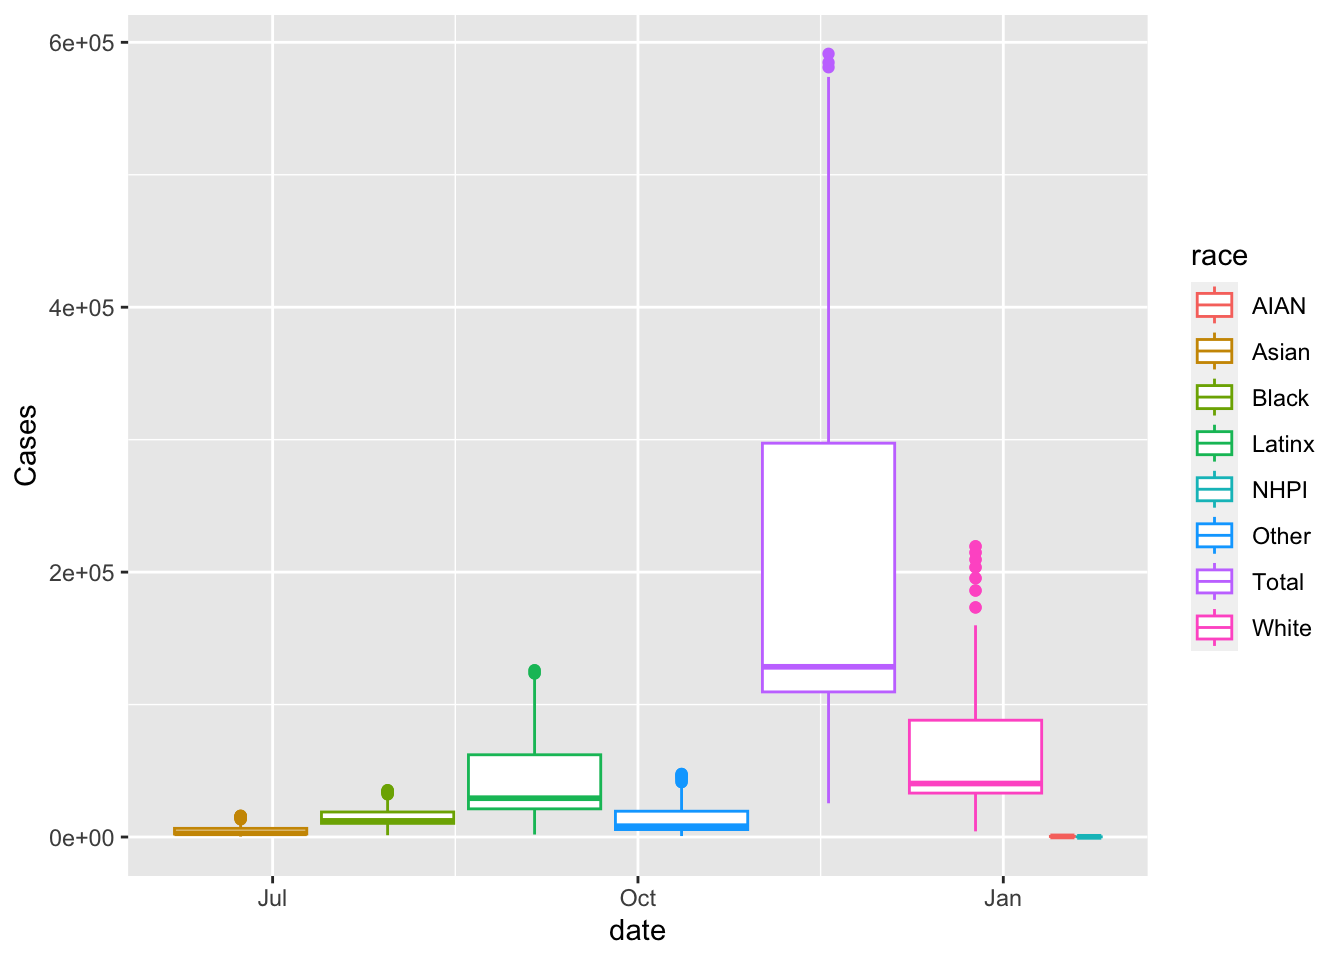 6e+05
4e+05
2e+05
0e+00
Cases
Jul
Oct
Jan
date
race
AIAN
Asian
Black
Latinx
NHPI
Other
Total
White